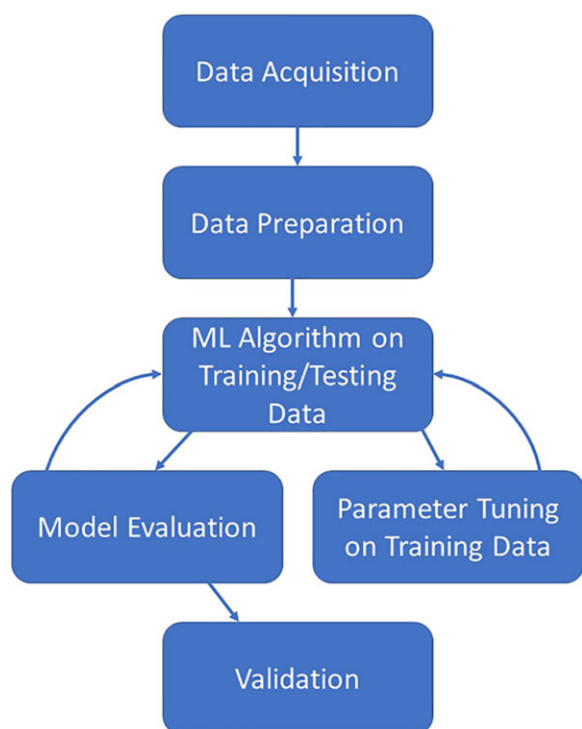 Data Acquisition
Data Preparation
ML Algorithm on
Training/Testing
Data
Model Evaluation
Parameter Tuning
on Training Data
Validation